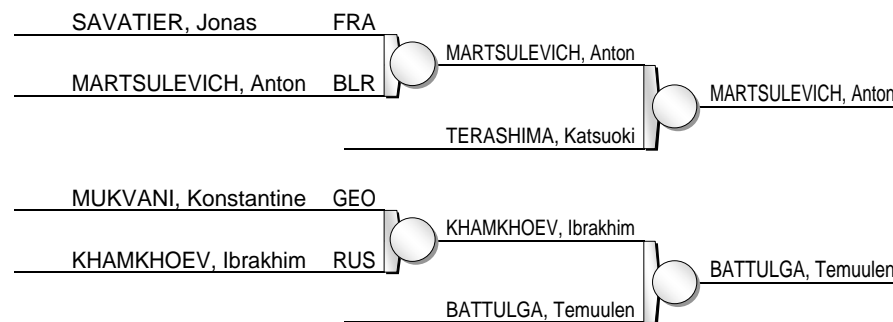 SAVATIER, Jonas FRA
MARTSULEVICH, Anton
MARTSULEVICH, Anton BLR
MARTSULEVICH, Anton
TERASHIMA, Katsuoki
MUKVANI, Konstantine GEO
KHAMKHOEV, Ibrakhim
KHAMKHOEV, Ibrakhim RUS
BATTULGA, Temuulen
BATTULGA, Temuulen